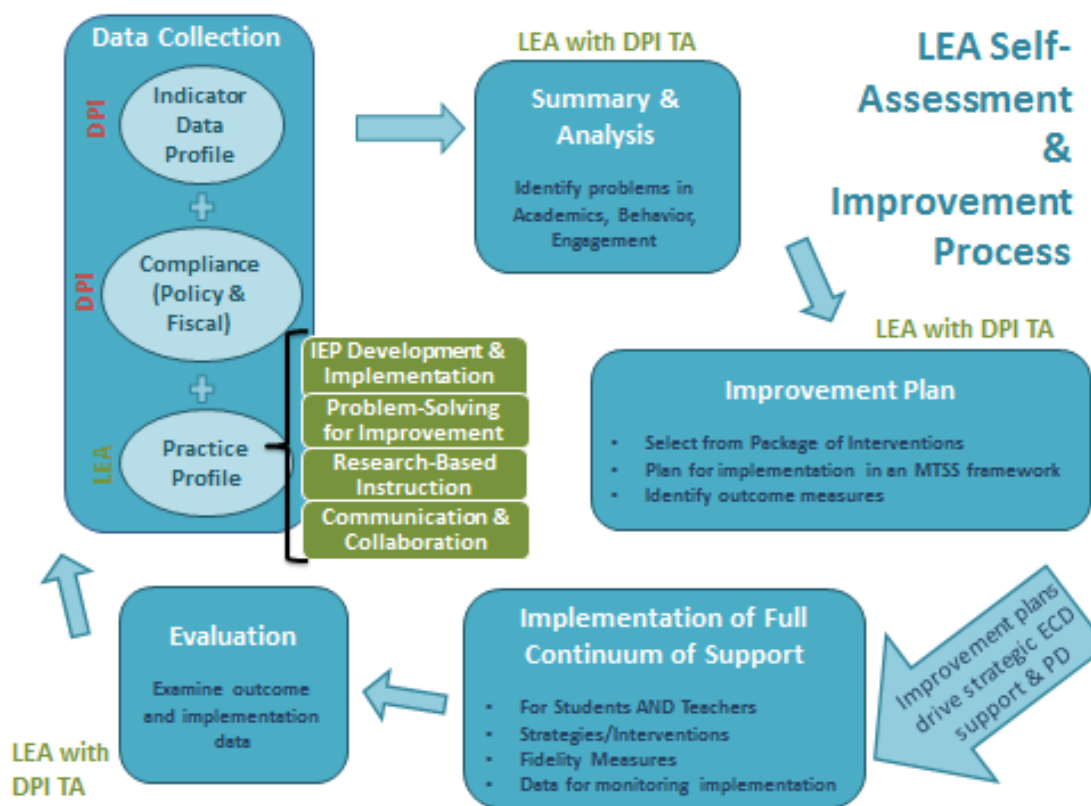 Data Collection
DPI
Indicator
Data
Profile
+
DPI
Compliance
(Policy &
Fiscal)
+
LEA
Practice
Profile
IEP Development &
Implementation
Problem-Solving
for Improvement
Research-Based
Instruction
Communication &
Collaboration
LEA with DPI TA
Summary &
Analysis
Identify problems in
Academics, Behavior,
Engagement
LEA Self-
Assessment
&
Improvement
Process
LEA with DPI TA
Improvement Plan
• Select from Package of Interventions
• Plan for implementation in an MTSS framework
• Identify outcome measures
Improvement plans
drive strategic ECD
support & PD
Implementation of Full
Continuum of Support
• For Students AND Teachers
• Strategies/Interventions
• Fidelity Measures
• Data for monitoring implementation
Evaluation
Examine outcome
and implementation
data
LEA with
DPI TA